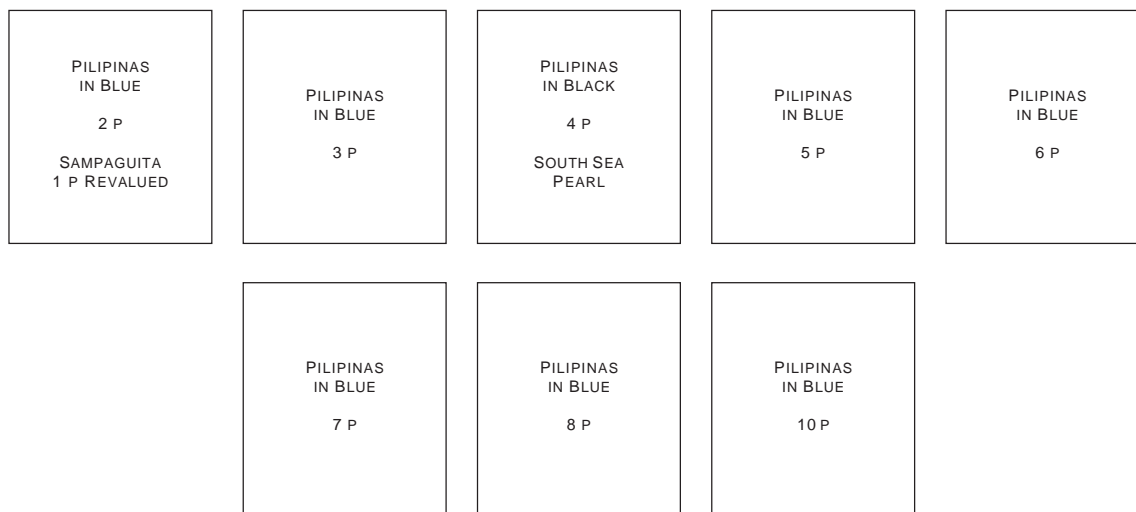 PILIPINAS
IN BLUE
2 P
SAMPAGUITA
1 P REVALUED
PILIPINAS
IN BLUE
3 P
PILIPINAS
IN BLACK
4 P
SOUTH SEA
PEARL
PILIPINAS
IN BLUE
5 P
PILIPINAS
IN BLUE
6 P
PILIPINAS
IN BLUE
7 P
PILIPINAS
IN BLUE
8 P
PILIPINAS
IN BLUE
10 P